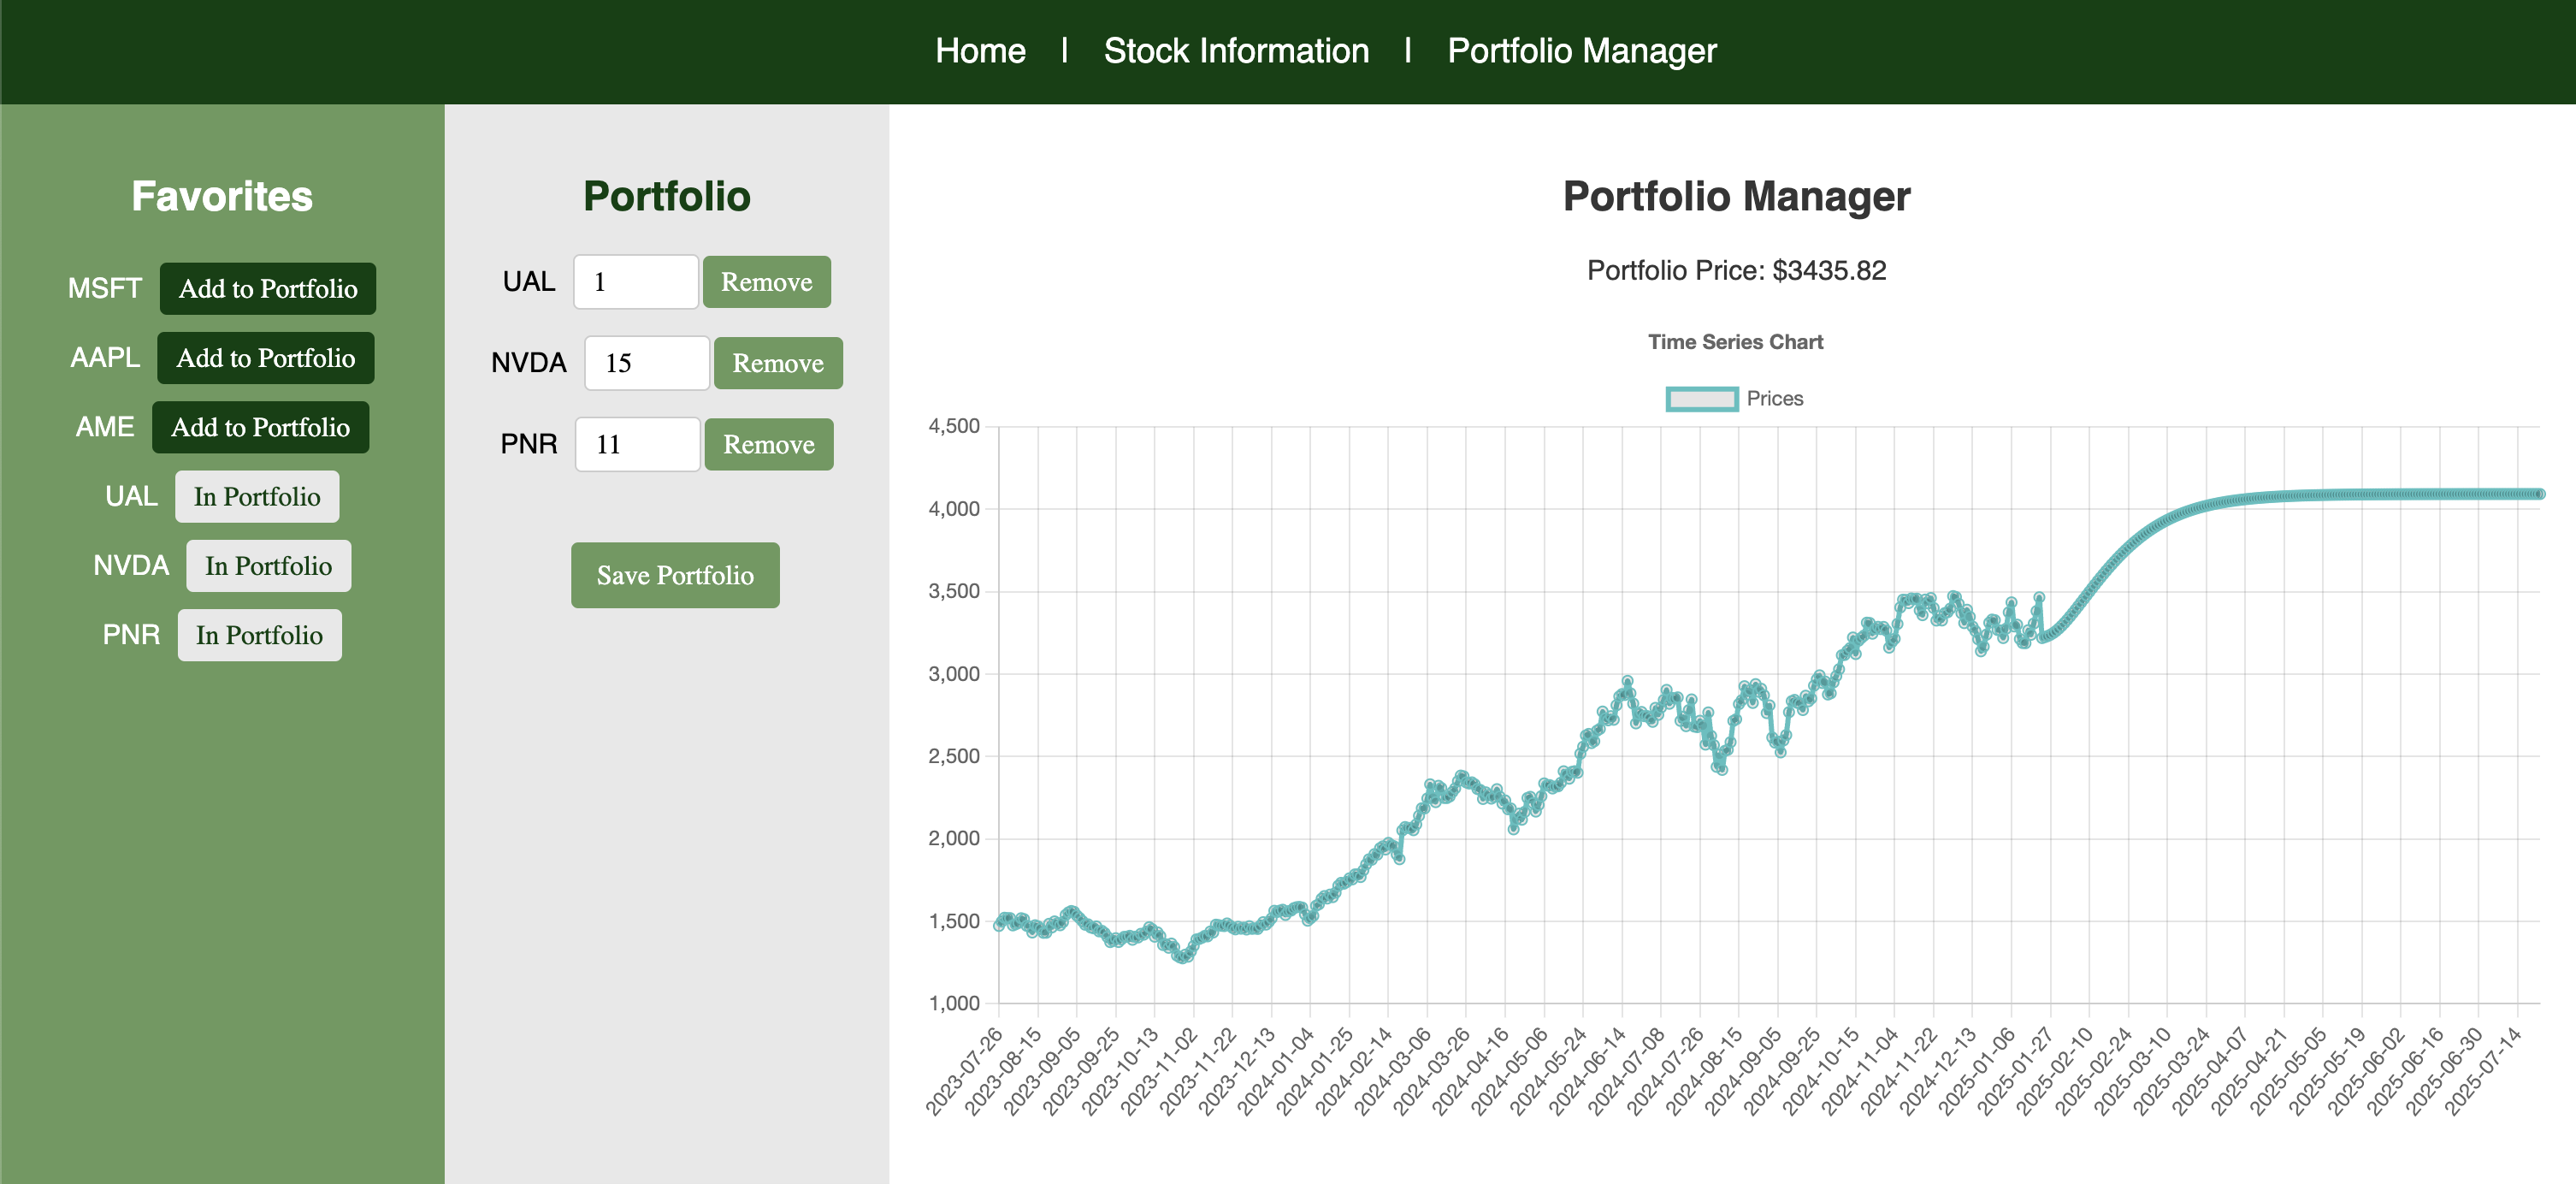 Home | Stock Information | Portfolio Manager
Favorites
MSFT Add to Portfolio
AAPL Add to Portfolio
AME Add to Portfolio
UAL In Portfolio
NVDA In Portfolio
PNR In Portfolio
Portfolio
UAL 1 Remove
NVDA 15 Remove
PNR 11 Remove
Save Portfolio
Portfolio Manager
Portfolio Price: $3435.82
Time Series Chart
Prices
4,500
4,000
3,500
3,000
2,500
2,000
1,500
1,000
2023-07-26
2023-08-15
2023-09-05
2023-09-25
2023-10-13
2023-11-02
2023-11-22
2023-12-13
2024-01-04
2024-01-25
2024-02-14
2024-03-06
2024-03-26
2024-04-16
2024-05-06
2024-05-24
2024-06-14
2024-07-08
2024-07-26
2024-08-15
2024-09-05
2024-09-25
2024-10-15
2024-11-04
2024-11-22
2024-12-13
2025-01-06
2025-01-27
2025-02-10
2025-02-24
2025-03-10
2025-03-24
2025-04-07
2025-04-21
2025-05-05
2025-05-19
2025-06-02
2025-06-16
2025-06-30
2025-07-14